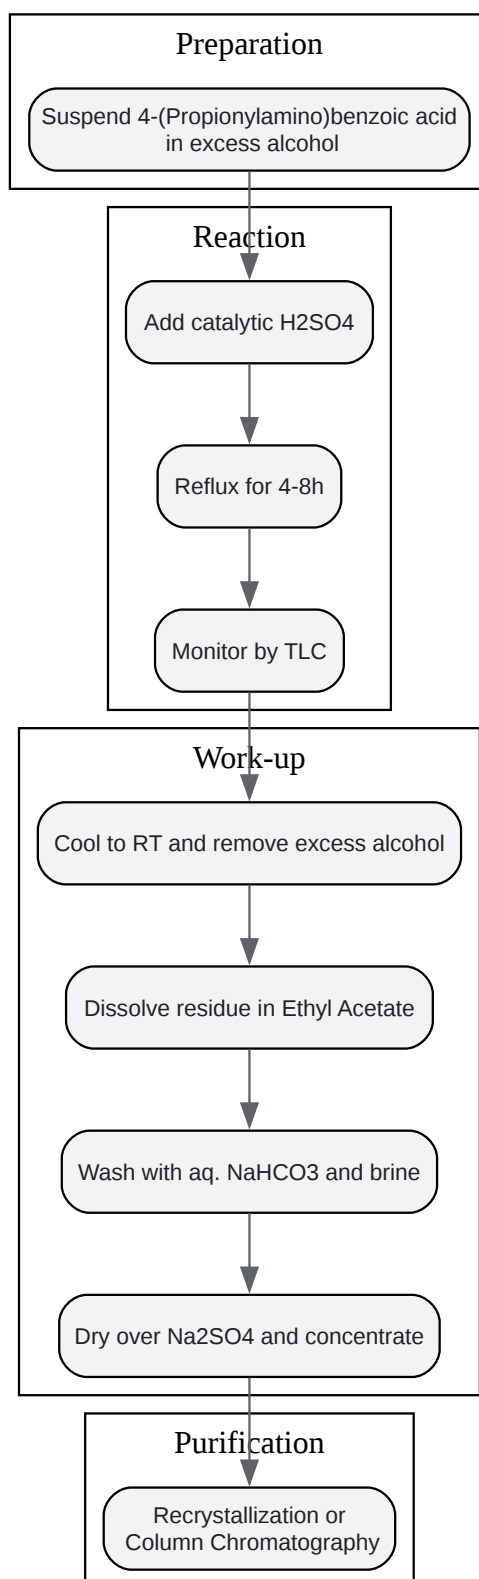 Preparation
Suspend 4-(Propionylamino)benzoic acid
in excess alcohol
Reaction
Add catalytic H2SO4
Reflux for 4-8h
Monitor by TLC
Work-up
Cool to RT and remove excess alcohol
Dissolve residue in Ethyl Acetate
Wash with aq. NaHCO3 and brine
Dry over Na2SO4 and concentrate
Purification
Recrystallization or
Column Chromatography